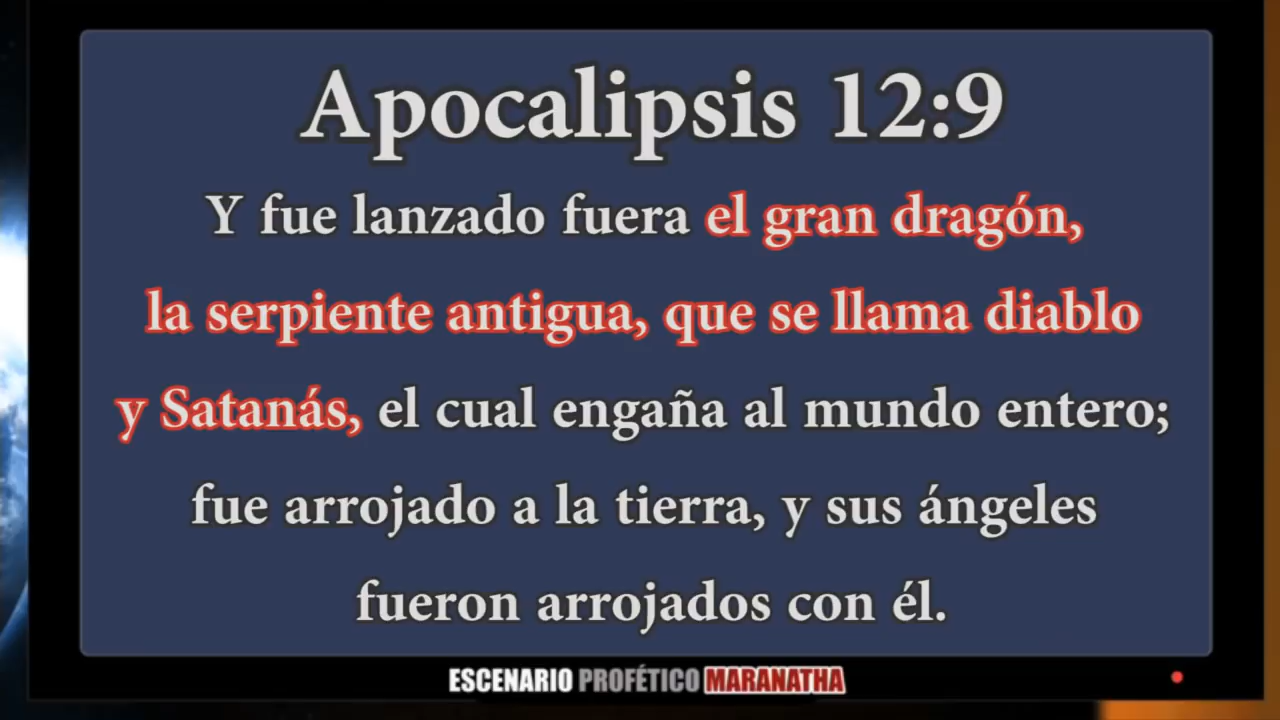 Apocalipsis 12:9
Y fue lanzado fuera el gran dragón,
la serpiente antigua, que se llama diablo
y Satanás, el cual engaña al mundo entero;
fue arrojado a la tierra, y sus ángeles
fueron arrojados con él.
ESCENARIO PROFÉTICO MARANATHA